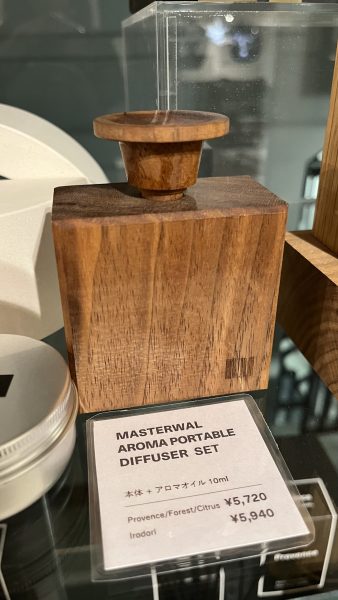 MASTERWAL
AROMA PORTABLE
DIFFUSER SET
本体 + アロマオイル 10ml
Provence/Forest/Citrus ¥5,720
Irodori ¥5,940
Provence